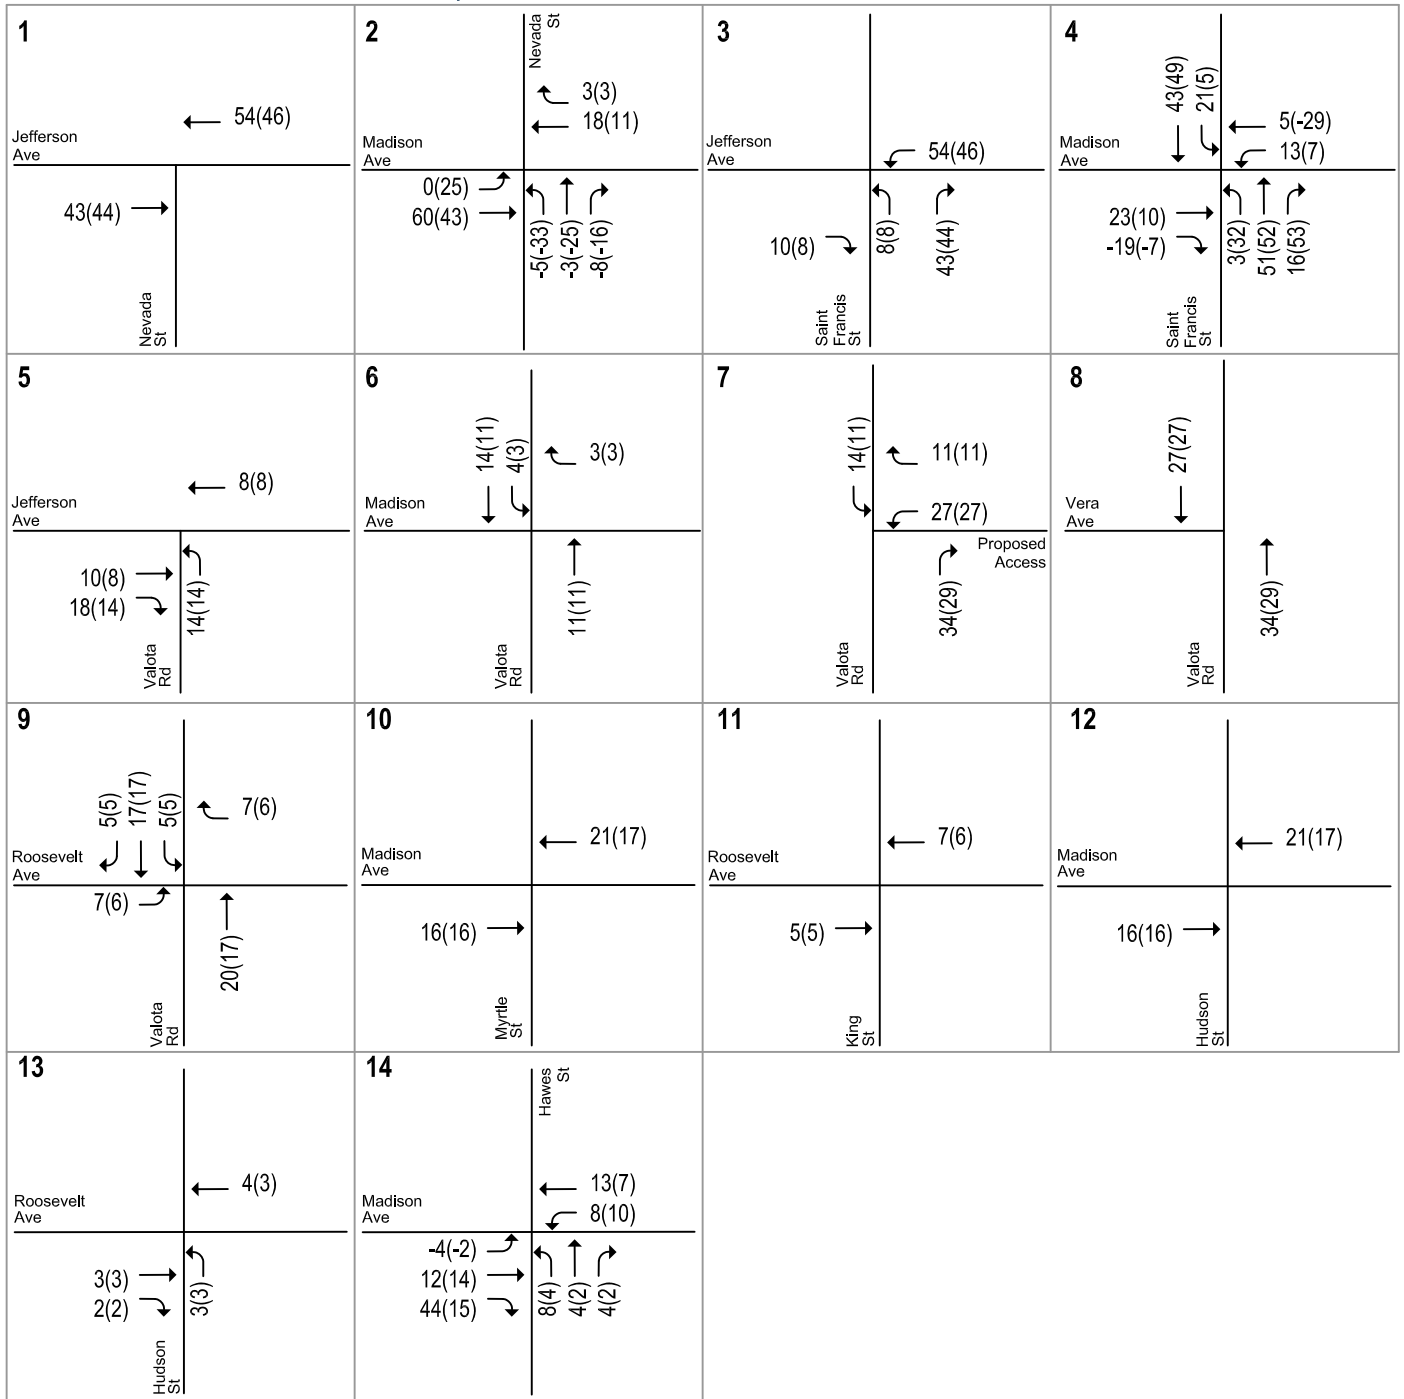 1
54(46)
Jefferson
Ave
43(44)
Nevada
St
2
Nevada
St
3(3)
18(11)
Madison
Ave
0(25)
60(43)
-5(-33)
-3(-25)
-8(-16)
3
Jefferson
Ave
54(46)
10(8)
8(8)
43(44)
Saint
Francis
St
4
43(49)
21(5)
5(-29)
13(7)
Madison
Ave
23(10)
-19(-7)
3(32)
51(52)
16(53)
Saint
Francis
St
5
8(8)
Jefferson
Ave
10(8)
18(14)
14(14)
Valota
Rd
6
14(11)
4(3)
3(3)
Madison
Ave
11(11)
Valota
Rd
7
14(11)
11(11)
27(27)
Proposed
Access
34(29)
Valota
Rd
8
27(27)
Vera
Ave
34(29)
Valota
Rd
9
5(5)
17(17)
5(5)
7(6)
Roosevelt
Ave
7(6)
20(17)
Valota
Rd
10
21(17)
Madison
Ave
16(16)
Myrtle
St
11
7(6)
Roosevelt
Ave
5(5)
King
St
12
21(17)
Madison
Ave
16(16)
Hudson
St
13
4(3)
Roosevelt
Ave
3(3)
2(2)
3(3)
Hudson
St
14
Hawes
St
13(7)
8(10)
Madison
Ave
-4(-2)
12(14)
44(15)
8(4)
4(2)
4(2)